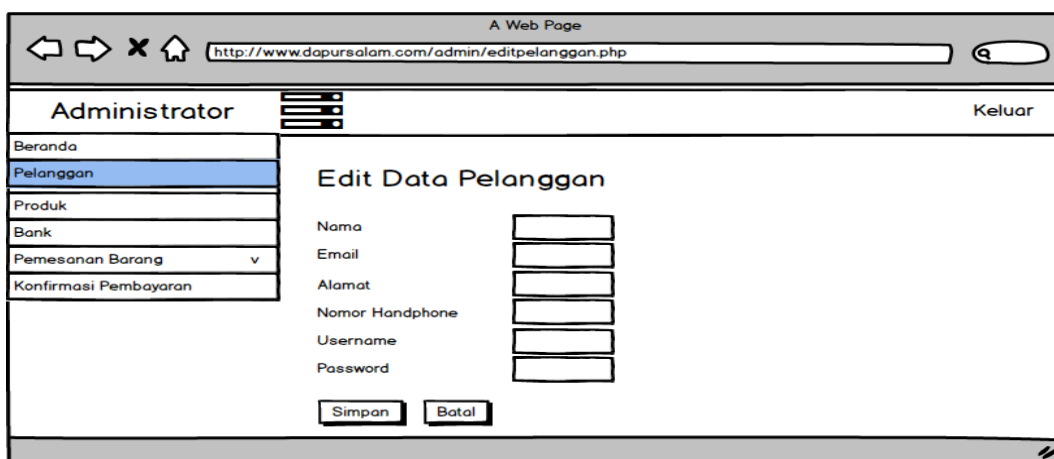 A Web Page
http://www.dapursalam.com/admin/editpelanggan.php
Administrator
Keluar
Beranda
Pelanggan
Produk
Bank
Pemesanan Barang v
Konfirmasi Pembayaran
Edit Data Pelanggan
Nama
Email
Alamat
Nomor Handphone
Username
Password
Simpan Batal